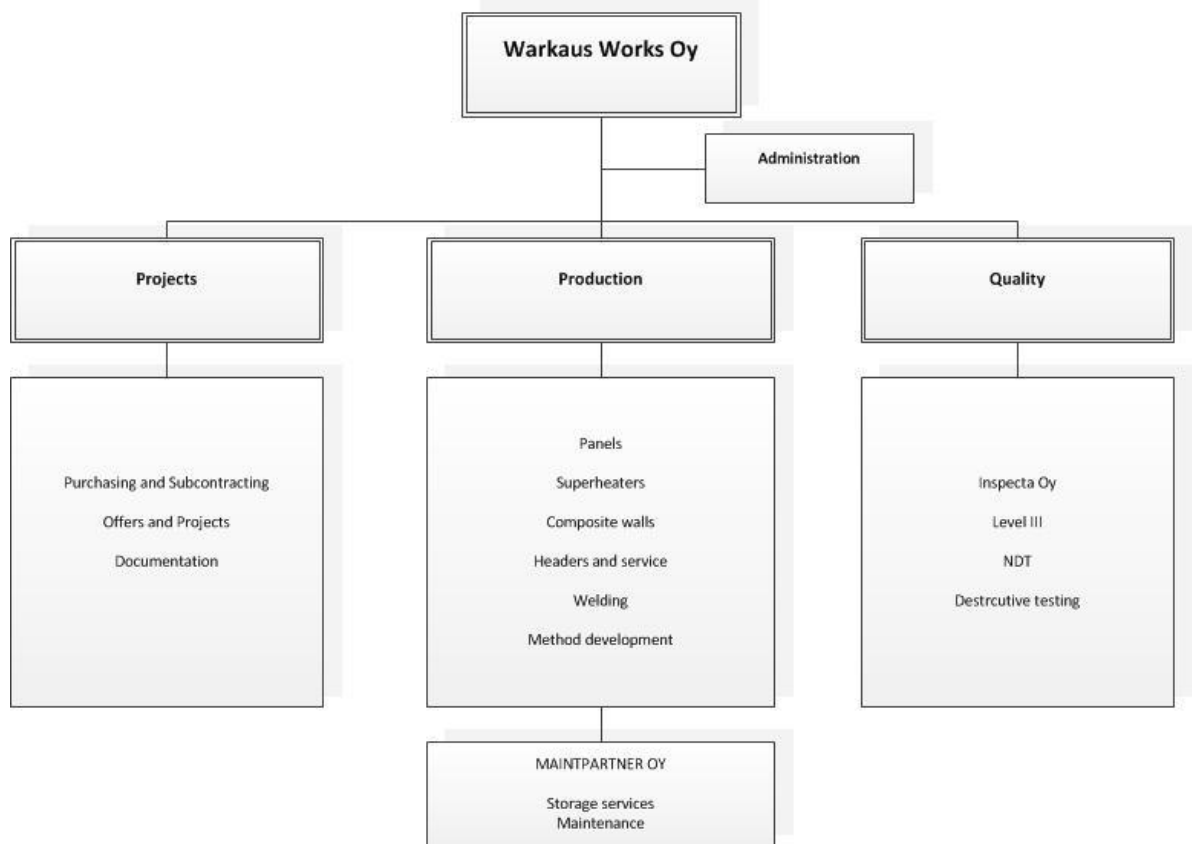 Warkaus Works Oy
Administration
Projects
Production
Quality
Purchasing and Subcontracting
Offers and Projects
Documentation
Panels
Superheaters
Composite walls
Headers and service
Welding
Method development
Inspecta Oy
Level III
NDT
Destrcutive testing
MAINTPARTNER OY
Storage services
Maintenance